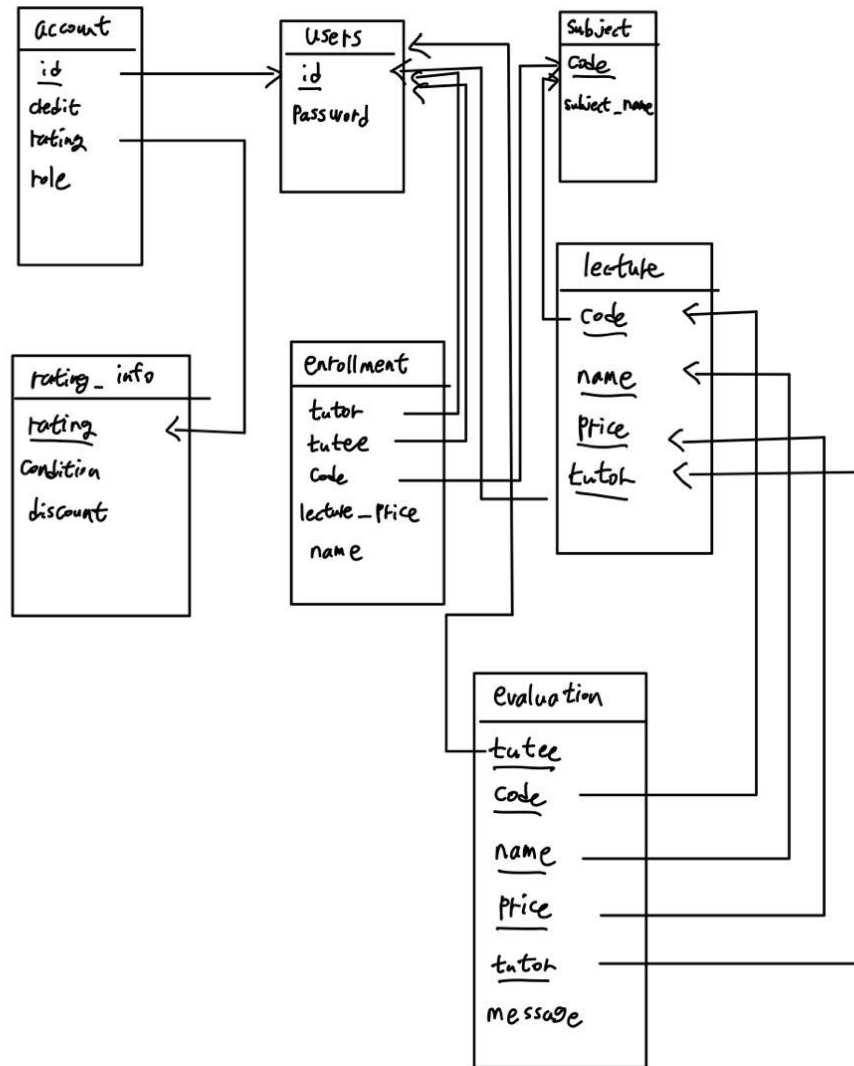 account
id
credit
rating
role
users
id
password
subject
code
subject_name
lecture
code
name
price
tutor
rating_info
rating
condition
discount
enrollment
tutor
tutee
code
lecture_price
name
evaluation
tutee
code
name
price
tutor
message